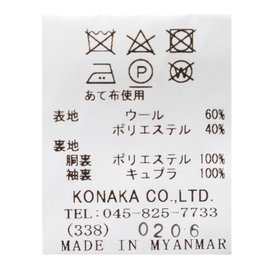 あて布使用
表地 ウール 60%
ポリエステル 40%
裏地
胴裏 ポリエステル 100%
袖裏 キュプラ 100%
KONAKA CO.,LTD.
TEL:045-825-7733
(338) 0206
MADE IN MYANMAR